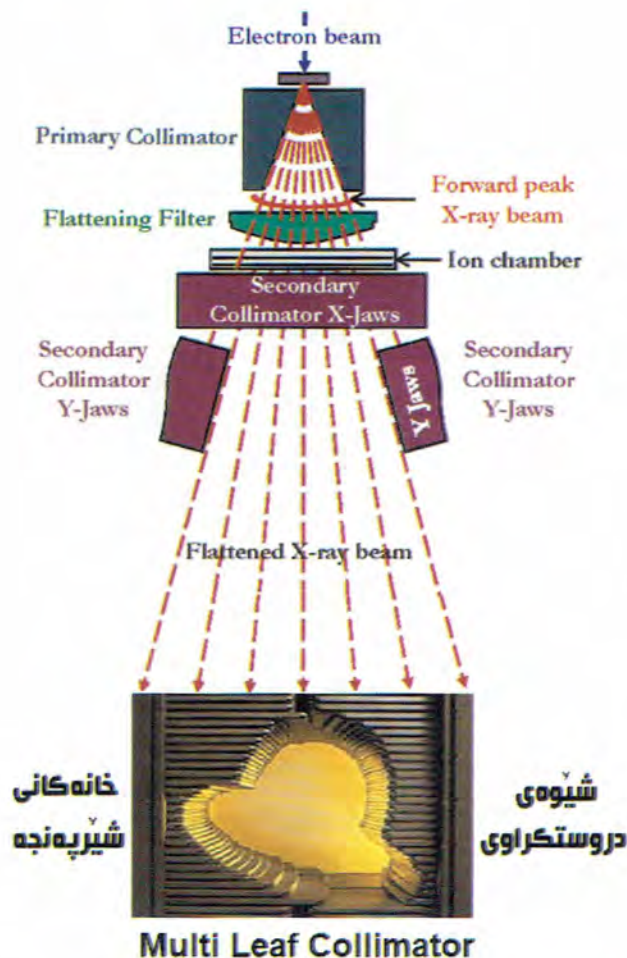 Electron beam
Primary Collimator
Forward peak
X-ray beam
Flattening Filter
Ion chamber
Secondary
Collimator X-Jaws
Secondary
Collimator
Y-Jaws
Y Jaws
Secondary
Collimator
Y-Jaws
Flattened X-ray beam
خانەکانی
شێرپەنجە
شێوەی
دروستکراوی
Multi Leaf Collimator